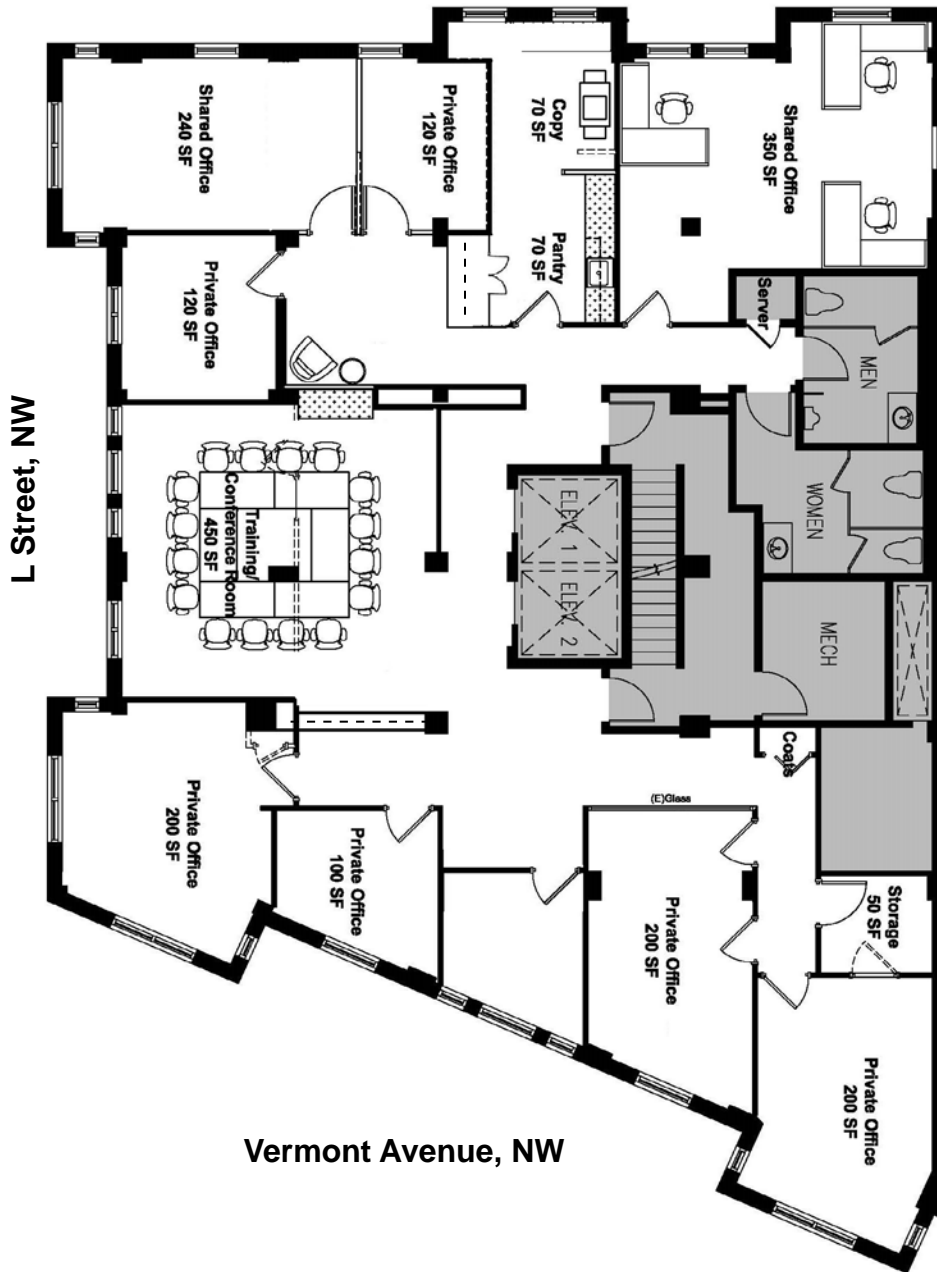 Shared Office
240 SF
Private Office
120 SF
Copy
70 SF
Shared Office
350 SF
Private Office
120 SF
Pantry
70 SF
Server
MEN
L Street, NW
Training/
Conference Room
450 SF
ELEV. 1
ELEV. 2
WOMEN
MECH
Coats
(E)Glass
Private Office
200 SF
Private Office
100 SF
Private Office
200 SF
Storage
50 SF
Private Office
200 SF
Vermont Avenue, NW